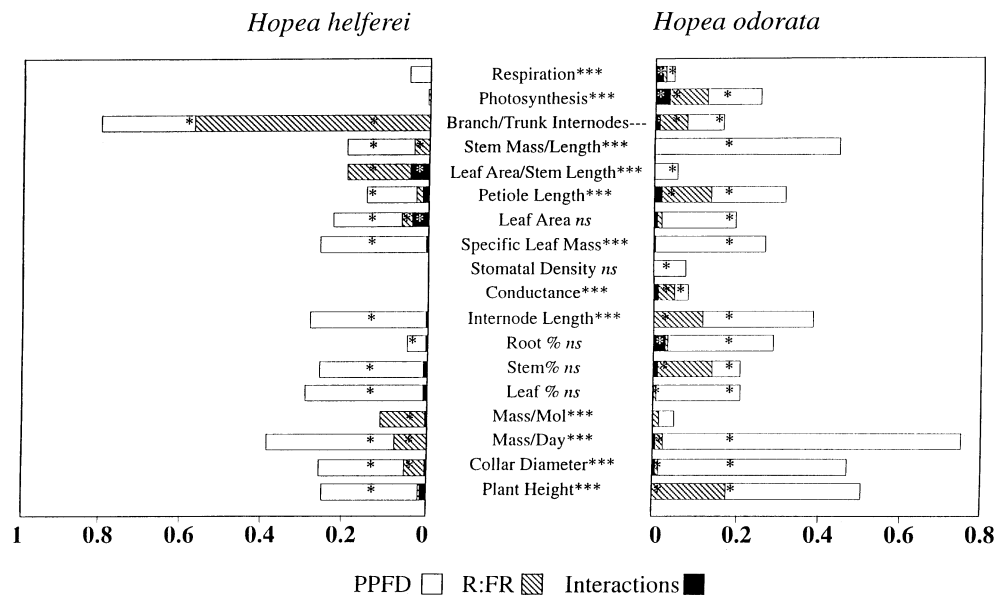 Hopea helferei Hopea odorata
Respiration***
Photosynthesis***
Branch/Trunk Internodes---
Stem Mass/Length***
Leaf Area/Stem Length***
Petiole Length***
Leaf Area ns
Specific Leaf Mass***
Stomatal Density ns
Conductance***
Internode Length***
Root % ns
Stem% ns
Leaf % ns
Mass/Mol***
Mass/Day***
Collar Diameter***
Plant Height***
1 0.8 0.6 0.4 0.2 0 0 0.2 0.4 0.6 0.8
PPFD R:FR Interactions